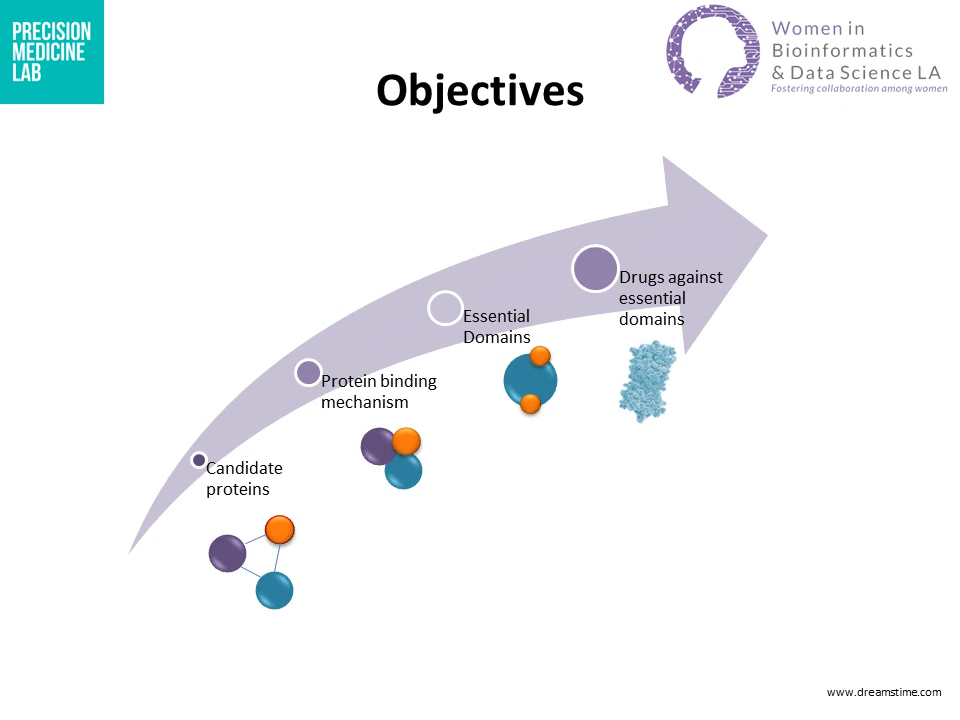 PRECISION
MEDICINE
LAB
Women in
Bioinformatics
& Data Science LA
Fostering collaboration among women
Objectives
Candidate
proteins
Protein binding
mechanism
Essential
Domains
Drugs against
essential
domains
www.dreamstime.com